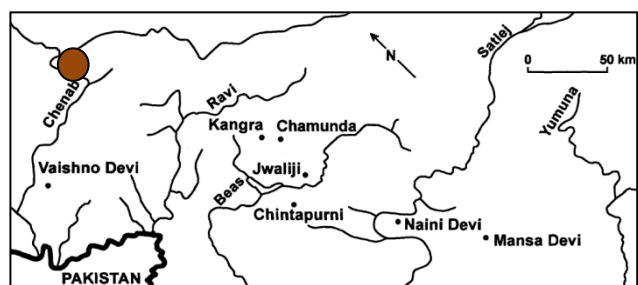 Satlej
N
0 50 km
Chenab
Ravi
Yumuna
Kangra
Chamunda
Vaishno Devi
Jwaliji
Beas
Chintapurni
Naini Devi
Mansa Devi
PAKISTAN